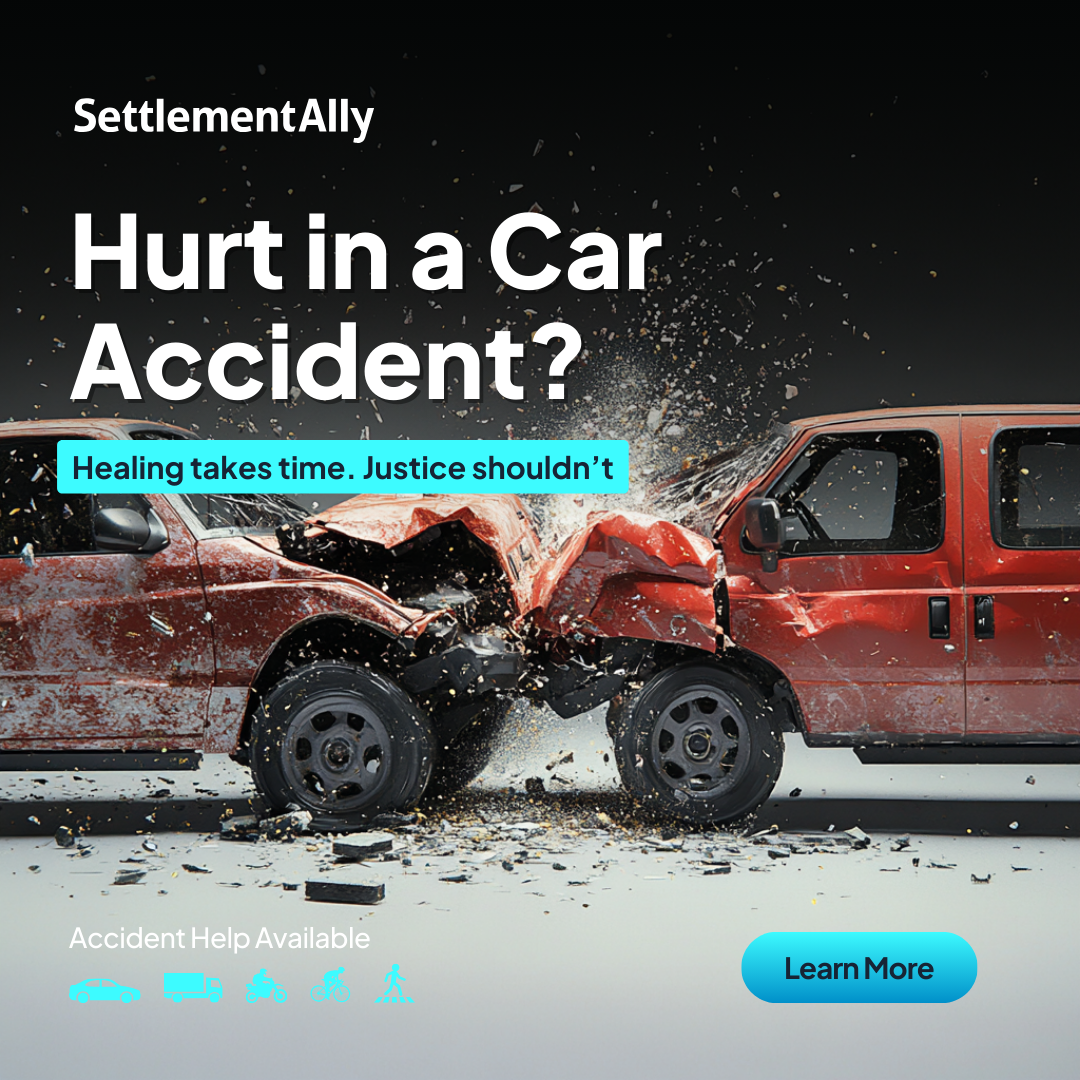 SettlementAlly
Hurt in a Car
Accident?
Healing takes time. Justice shouldn’t
Accident Help Available
Learn More